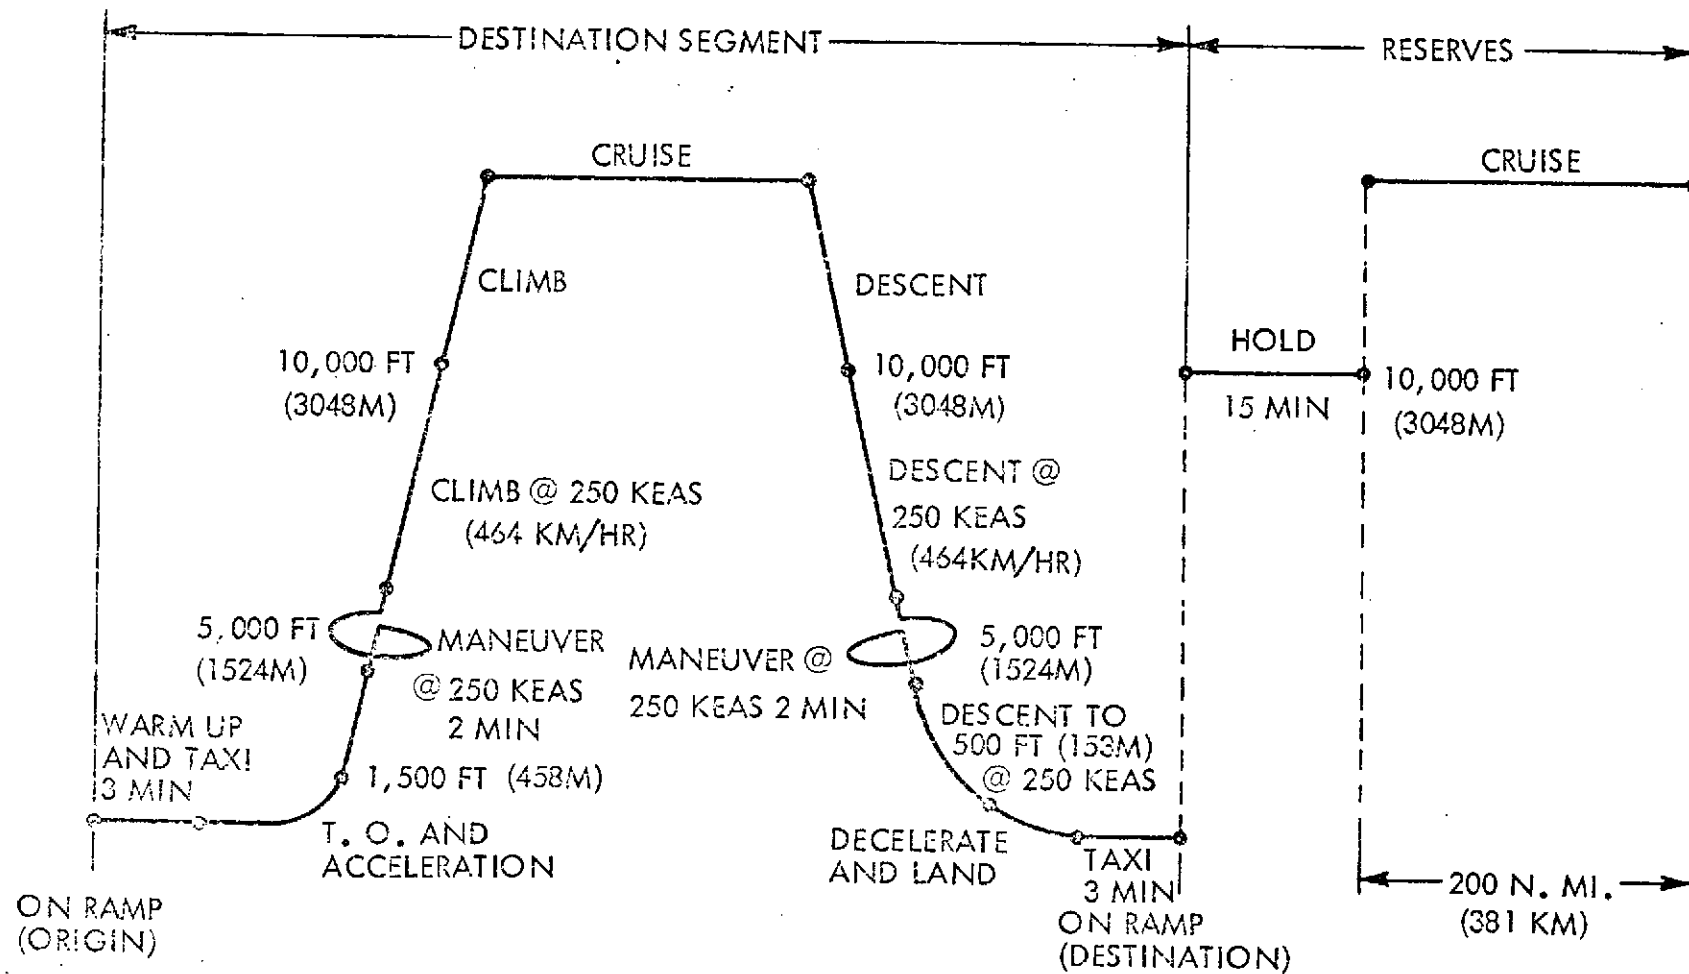 DESTINATION SEGMENT
RESERVES
CRUISE
CRUISE
CLIMB
DESCENT
HOLD
10,000 FT
(3048M)
10,000 FT
(3048M)
15 MIN
10,000 FT
(3048M)
CLIMB @ 250 KEAS
(464 KM/HR)
DESCENT @
250 KEAS
(464KM/HR)
5,000 FT
(1524M)
MANEUVER
@ 250 KEAS
2 MIN
MANEUVER @
250 KEAS 2 MIN
5,000 FT
(1524M)
WARM UP
AND TAXI
3 MIN
1,500 FT (458M)
DESCENT TO
500 FT (153M)
@ 250 KEAS
T. O. AND
ACCELERATION
DECELERATE
AND LAND
TAXI
3 MIN
ON RAMP
(ORIGIN)
ON RAMP
(DESTINATION)
200 N. MI.
(381 KM)